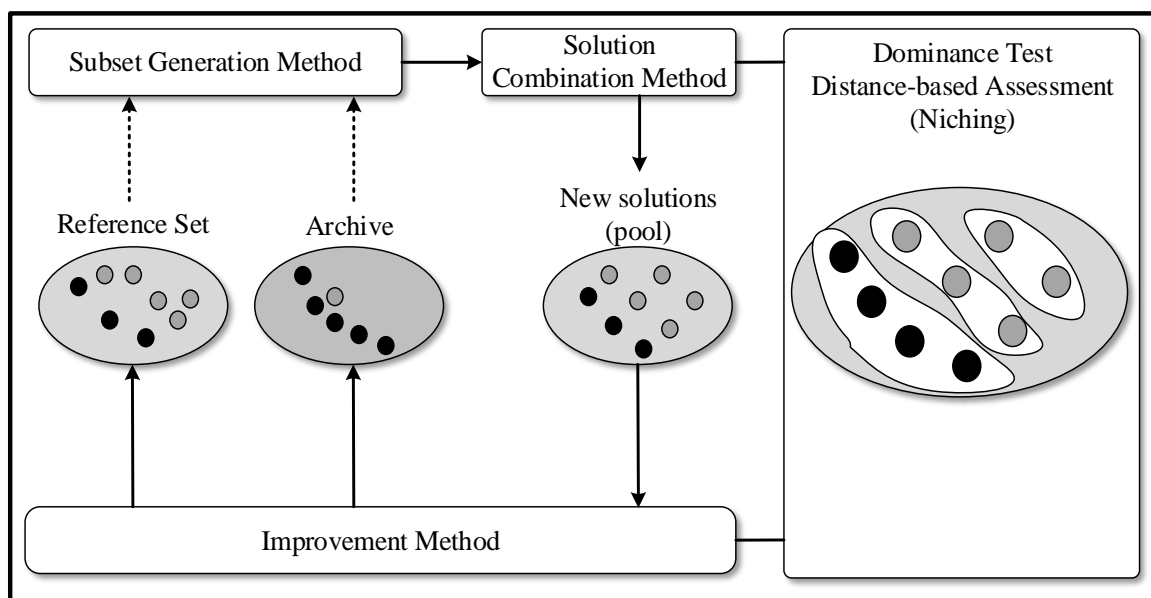 Subset Generation Method
Solution
Combination Method
Dominance Test
Distance-based Assessment
(Niching)
Reference Set
Archive
New solutions
(pool)
Improvement Method